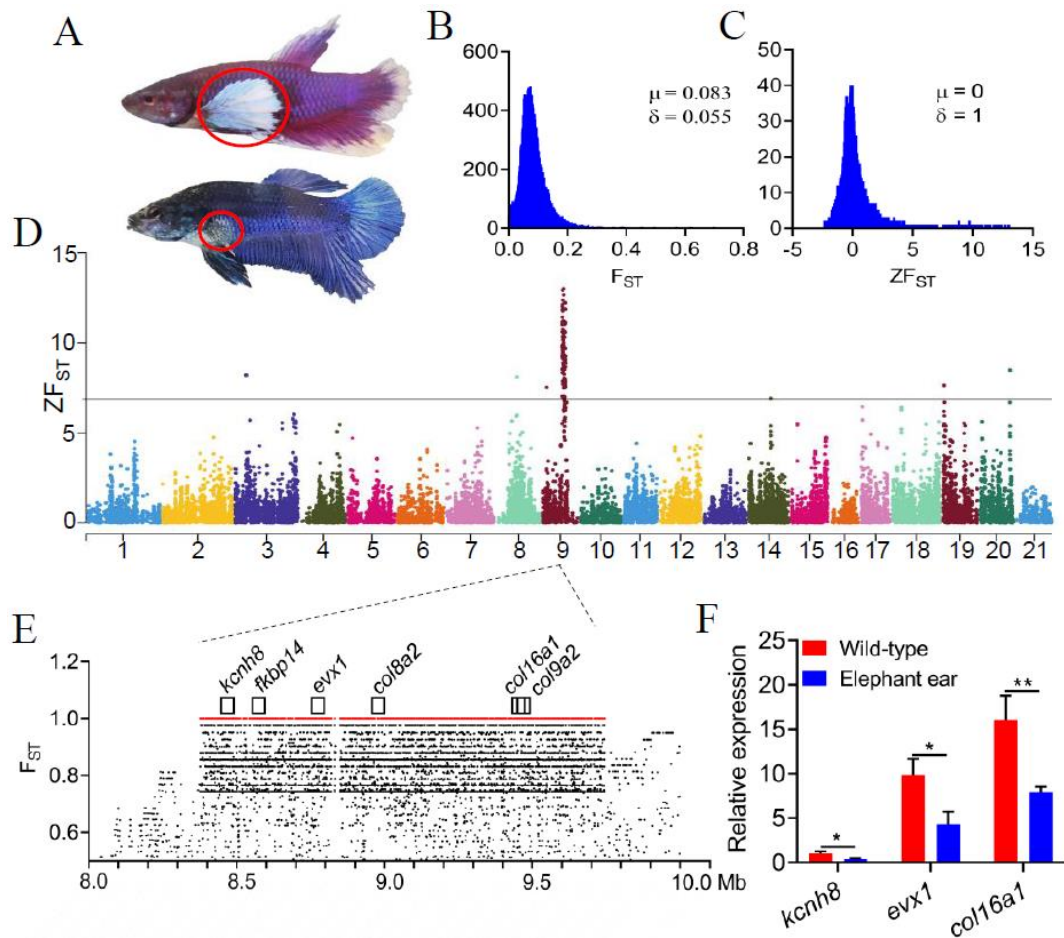 A
B
600
400
200
0
0.0 0.2 0.4 0.6 0.8
F_ST
μ = 0.083
δ = 0.055
C
50
40
30
20
10
0
-5 0 5 10 15
ZF_ST
μ = 0
δ = 1
D
15
10
5
0
ZF_ST
1 2 3 4 5 6 7 8 9 10 11 12 13 14 15 16 17 18 19 20 21
E
1.2
1.0
0.8
0.6
F_ST
kcnh8
fkbp14
evx1
col8a2
col16a1
col9a2
8.0 8.5 9.0 9.5 10.0 Mb
F
Wild-type
Elephant ear
25
20
15
10
5
0
Relative expression
*
*
**
kcnh8
evx1
col16a1